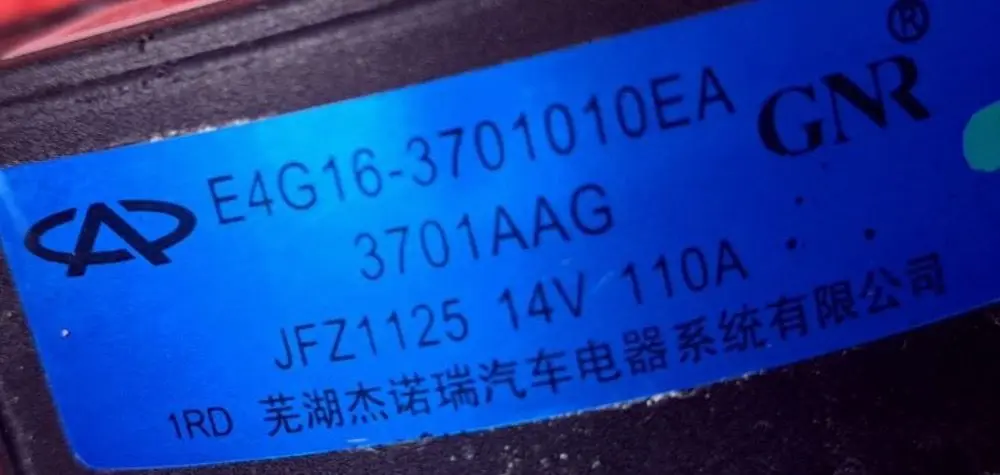 E4G16-3701010EA
GNR®
3701AAG
JFZ1125 14V 110A
1RD 芜湖杰诺瑞汽车电器系统有限公司